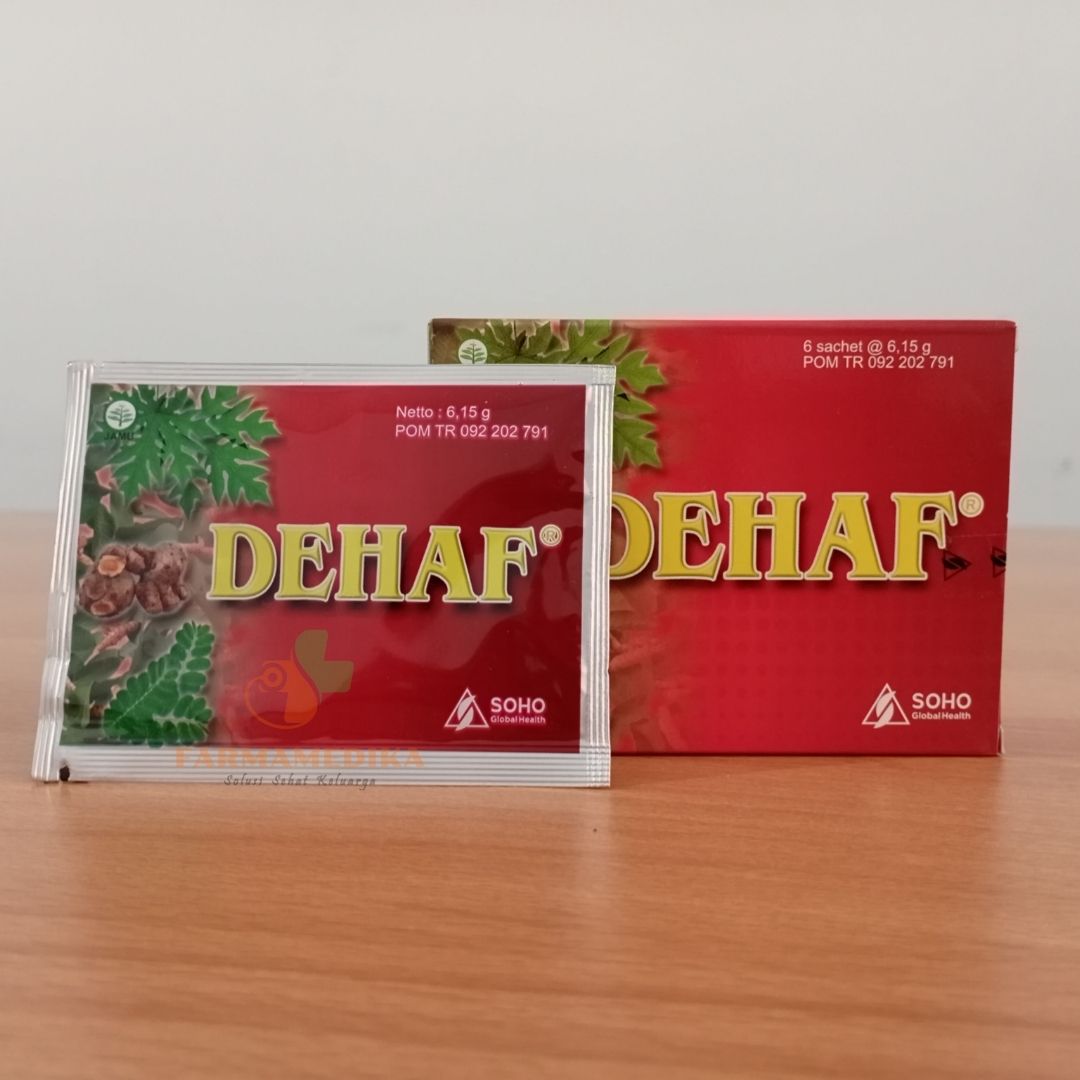 6 sachet @ 6,15 g
POM TR 092 202 791
DEHAF®
SOHO
Global Health
JAMU
Netto : 6,15 g
POM TR 092 202 791
DEHAF®
SOHO
Global Health
FARMAMEDIKA
Solusi Sehat Keluarga